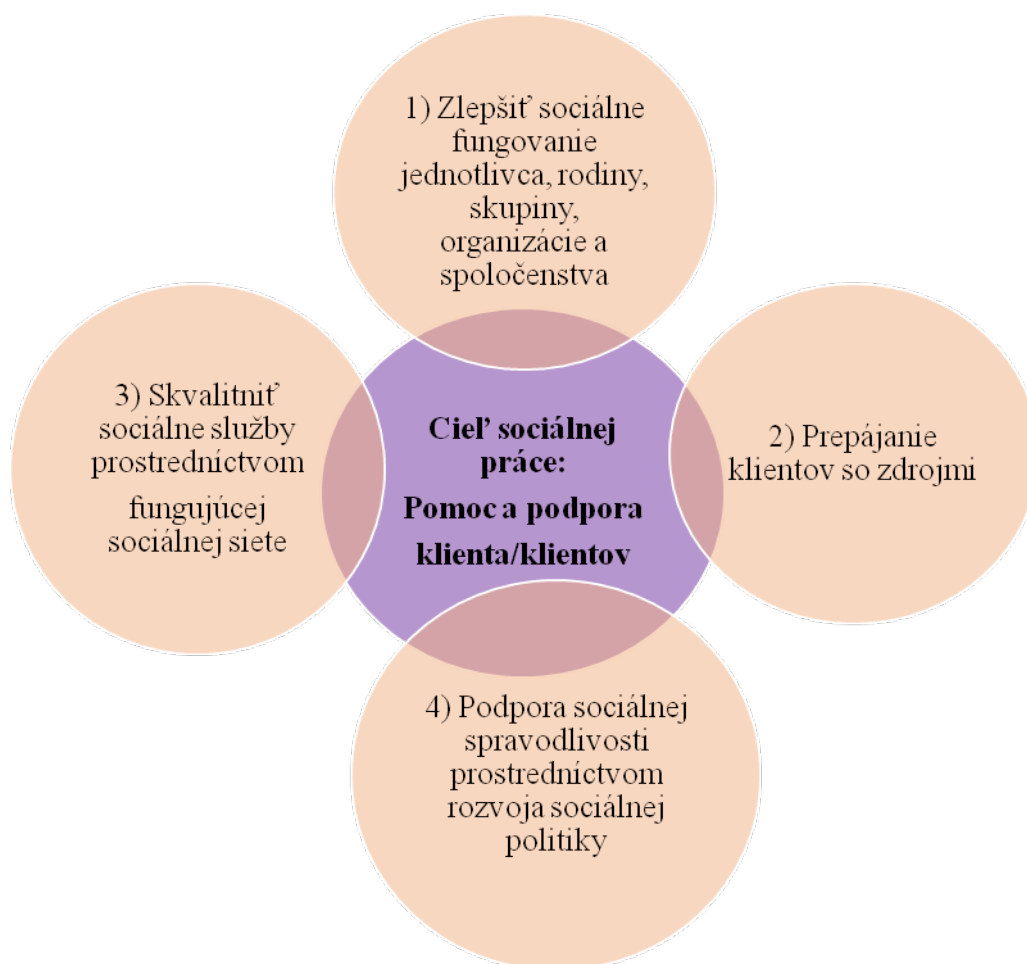 1) Zlepšiť sociálne
fungovanie
jednotlivca, rodiny,
skupiny,
organizácie a
spoločenstva
3) Skvalitniť
sociálne služby
prostredníctvom
fungujúcej
sociálnej siete
Cieľ sociálnej
práce:
Pomoc a podpora
klienta/klientov
2) Prepájanie
klientov so zdrojmi
4) Podpora sociálnej
spravodlivosti
prostredníctvom
rozvoja sociálnej
politiky